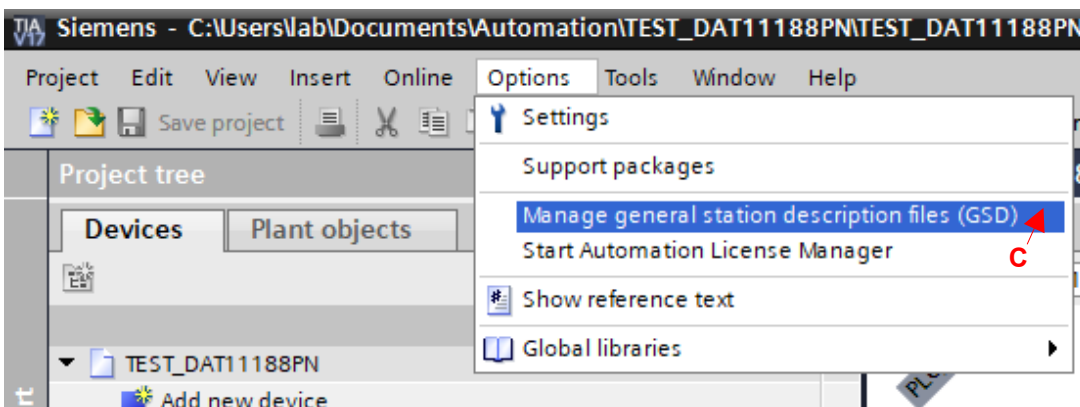 TIA V17 Siemens - C:\Users\lab\Documents\Automation\TEST_DAT11188PN\TEST_DAT11188PN
Project Edit View Insert Online Options Tools Window Help
Save project
Settings
Support packages
Project tree
Manage general station description files (GSD)
C
Devices Plant objects
Start Automation License Manager
Show reference text
Global libraries
TEST_DAT11188PN
Add new device